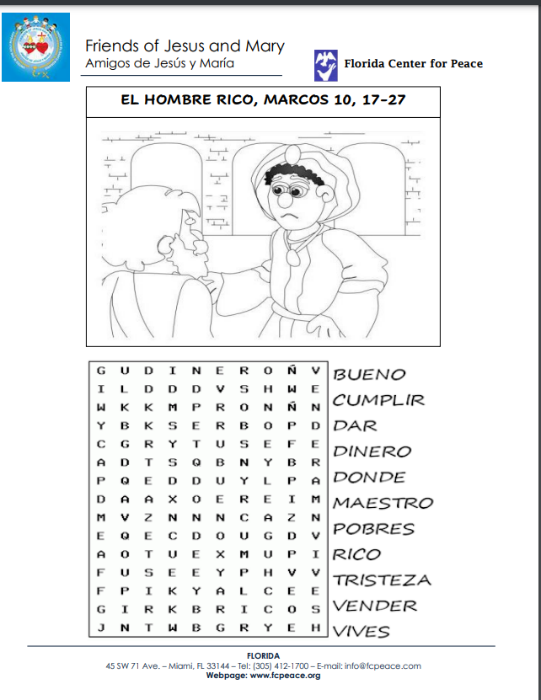 Friends of Jesus and Mary
Amigos de Jesús y María
Florida Center for Peace
EL HOMBRE RICO, MARCOS 10, 17-27
G U D I N E R O Ñ V
I L D D D V S H W E
W K K M P R O N Ñ N
Y B K S E R B O P D
C G R Y T U S E F E
A D T S Q B N Y B R
P Q E D D U Y L P A
D A A X O E R E I M
M V Z N N N C A Z N
E Q E C D O U G D V
A O T U E X M U P I
F U S E E Y P H V V
F P I K Y A L C E E
G I R K B R I C O S
J N T W B G R Y E H
BUENO
CUMPLIR
DAR
DINERO
DONDE
MAESTRO
POBRES
RICO
TRISTEZA
VENDER
VIVES
FLORIDA
45 SW 71 Ave. – Miami, FL 33144 – Tel: (305) 412-1700 – E-mail: info@fcpeace.com
Webpage: www.fcpeace.org